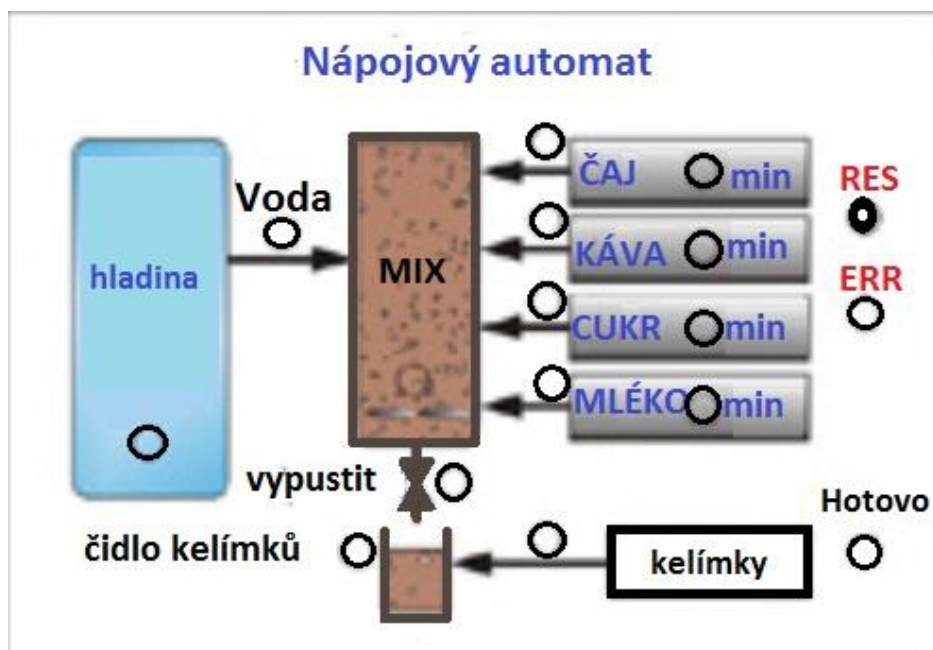 Nápojový automat
ČAJ min
RES
Voda
KÁVA min
hladina
MIX
ERR
CUKR min
MLÉKO min
vypustit
Hotovo
čidlo kelímků
kelímky